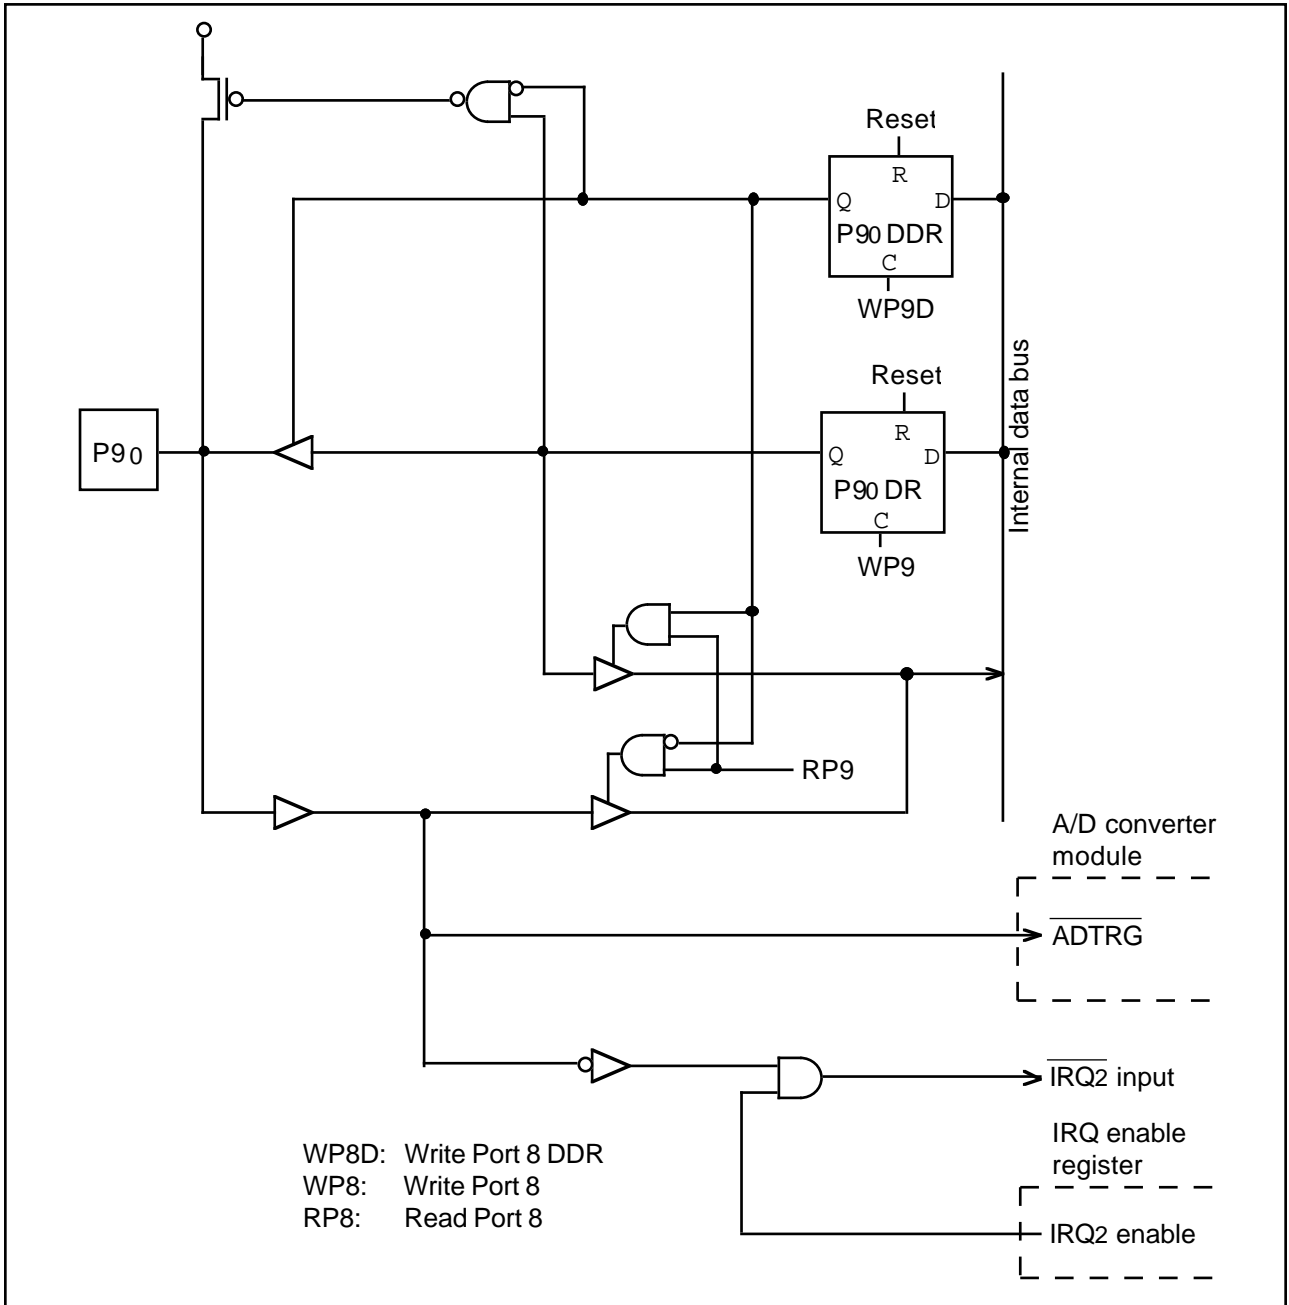 Reset
R
Q D
P90 DDR
C
WP9D
Internal data bus
Reset
R
Q D
P90 DR
C
WP9
P90
RP9
A/D converter
module
ADTRG
IRQ2 input
IRQ enable
register
IRQ2 enable
WP8D: Write Port 8 DDR
WP8: Write Port 8
RP8: Read Port 8